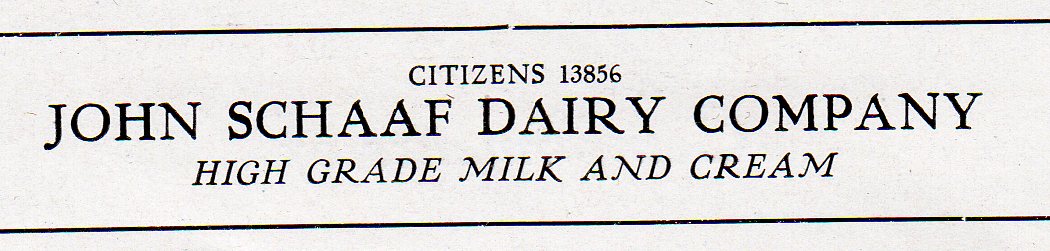 CITIZENS 13856
JOHN SCHAAF DAIRY COMPANY
HIGH GRADE MILK AND CREAM